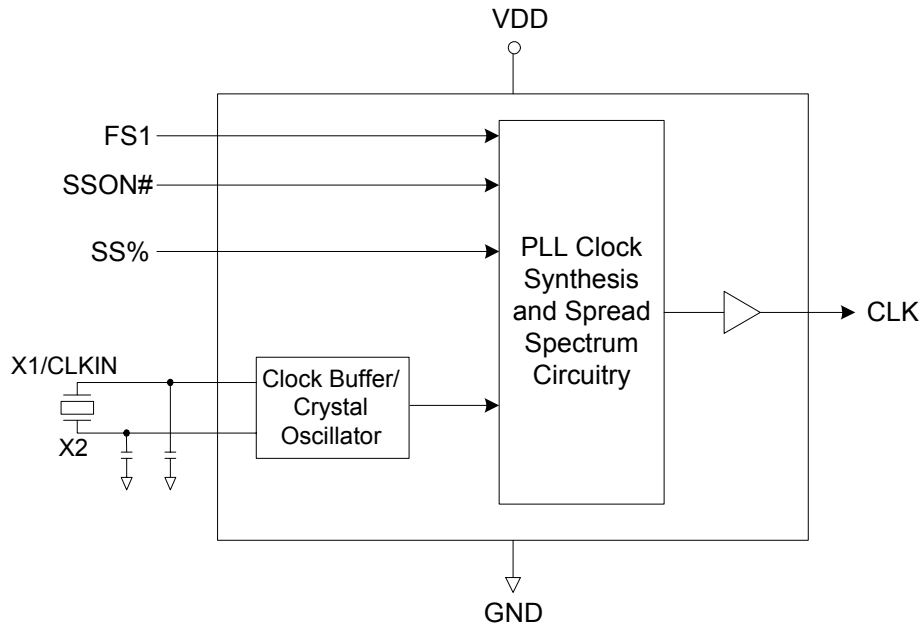 VDD
FS1
SSON#
SS%
PLL Clock
Synthesis
and Spread
Spectrum
Circuitry
CLK
X1/CLKIN
X2
Clock Buffer/
Crystal
Oscillator
GND